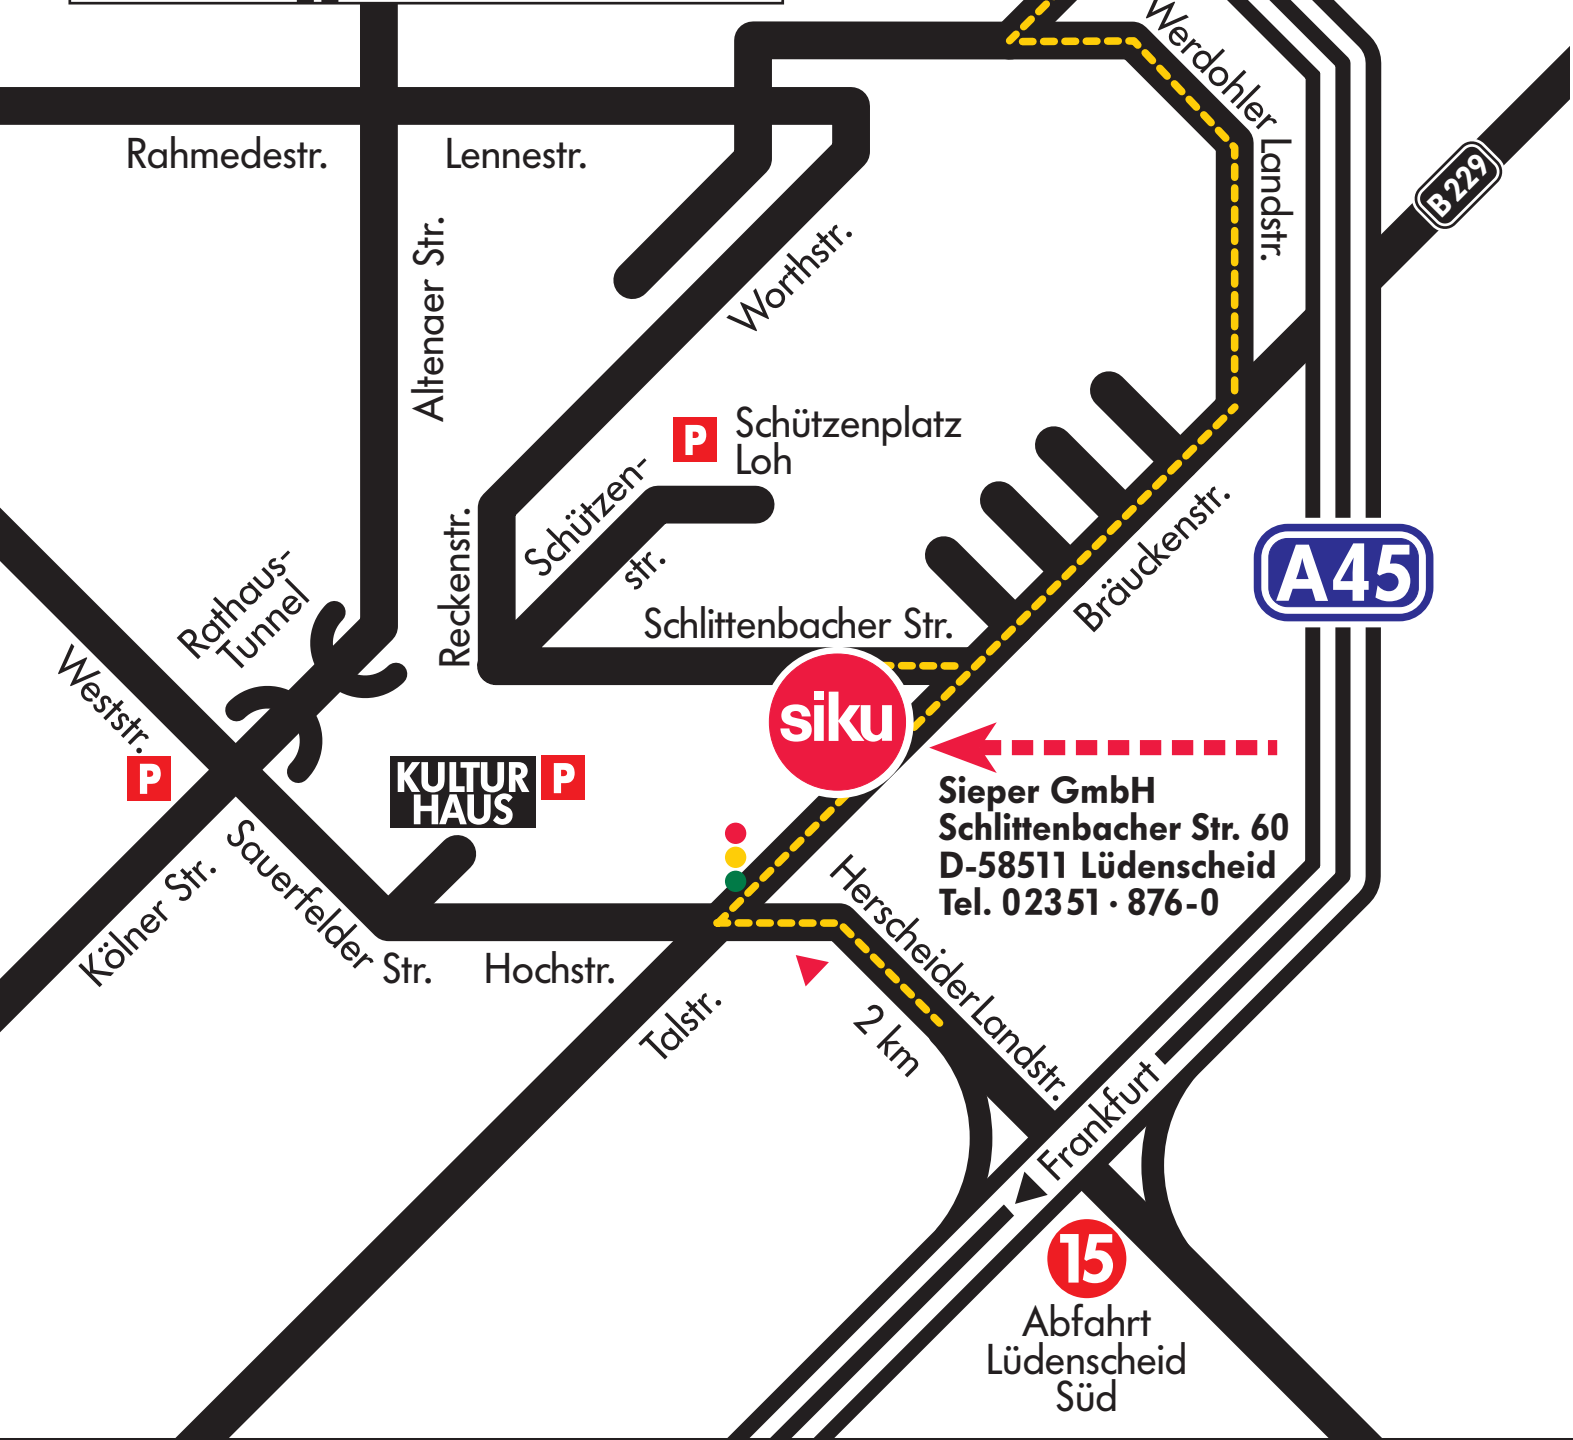 Werdohler Landstr.
Rahmedestr.
Lennestr.
B 229
Altenaer Str.
Worthstr.
P
Schützenplatz
Loh
Schützen-
str.
Reckenstr.
Bräuckenstr.
A45
Rathaus-
Tunnel
Schlittenbacher Str.
Weststr.
siku
P
KULTUR
HAUS
P
Sieper GmbH
Schlittenbacher Str. 60
D-58511 Lüdenscheid
Tel. 02351 · 876-0
Kölner Str.
Sauerfelder Str.
Hochstr.
Herscheider Landstr.
Talstr.
2 km
Frankfurt
15
Abfahrt
Lüdenscheid
Süd